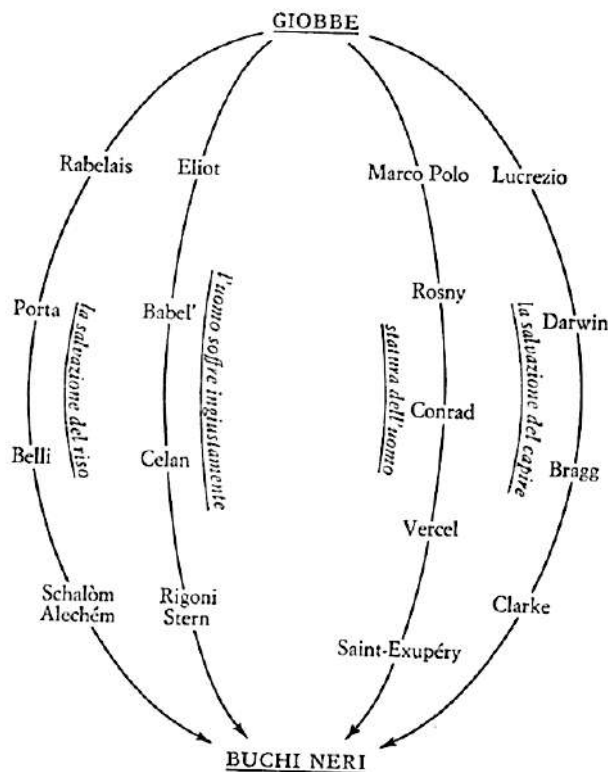 GIOBBE
Rabelais
Eliot
Marco Polo
Lucrezio
Porta
Babel'
Rosny
Darwin
la salvazione del riso
l'uomo soffre ingiustamente
statura dell'uomo
la salvazione del capire
Belli
Celan
Conrad
Bragg
Vercel
Schalòm
Alechém
Rigoni
Stern
Clarke
Saint-Exupéry
BUCHI NERI